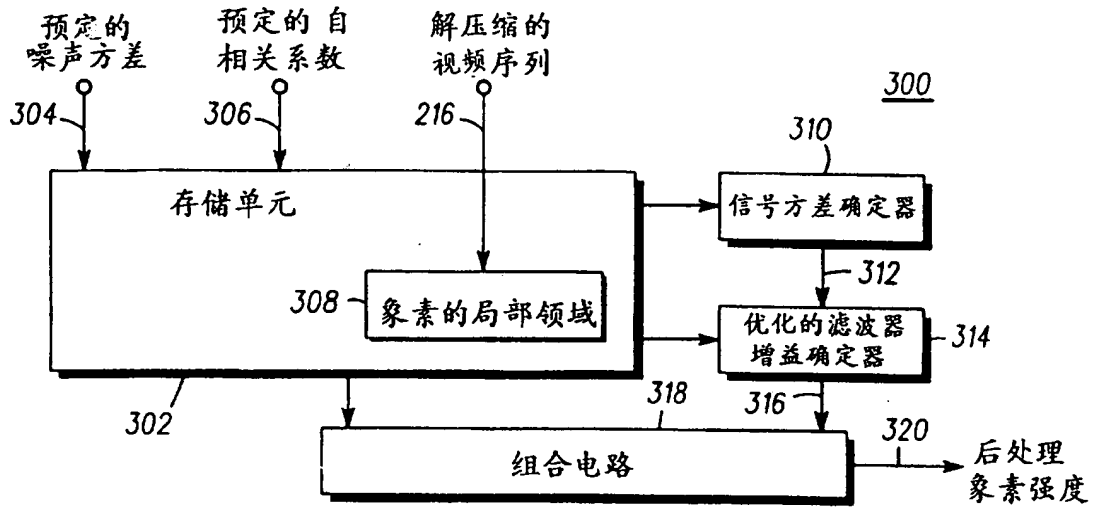 预定的
噪声方差
预定的 自
相关系数
解压缩的
视频序列
300
304
306
216
310
存储单元
信号方差确定器
312
308
象素的局部领域
优化的滤波器
增益确定器
314
302
318
316
320
组合电路
后处理
象素强度